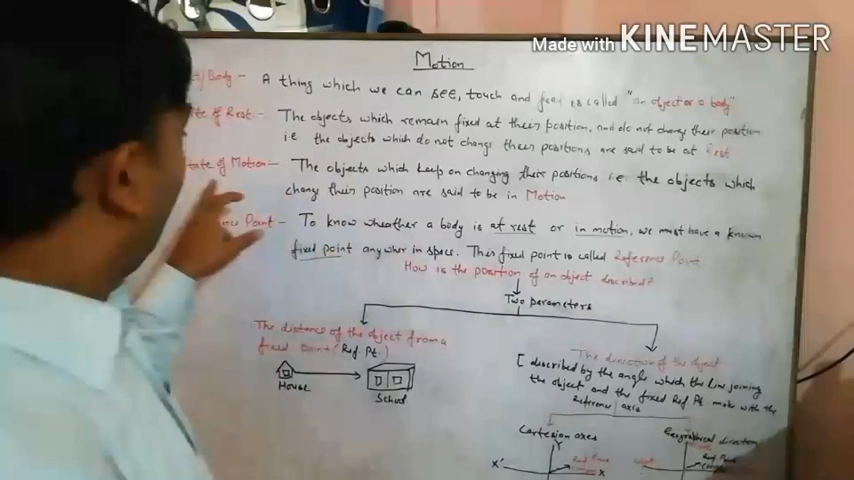 Made with KINEMASTER
Motion
/Body - A thing which we can see, touch and feel is called "an object or a body"
te of Rest - The objects which remain fixed at their position, and do not change their position
i.e the objects which do not change their positions are said to be at Rest
tate of Motion - The objects which keep on changing their positions i.e the objects which
change their position are said to be in Motion
ence Point - To know wheather a body is at rest or in motion, we must have a known
fixed point anywher in space. This fixed point is called Reference Point
How is the position of an object described?
Two parameters
The distance of the object from a
fixed point (Ref. Pt.)
House
School
The direction of the object
[ described by the angle which the line joining
the object and the fixed Ref Pt make with the
Reference axis
Cartesian axes
Geographical direction
Y
X'
X